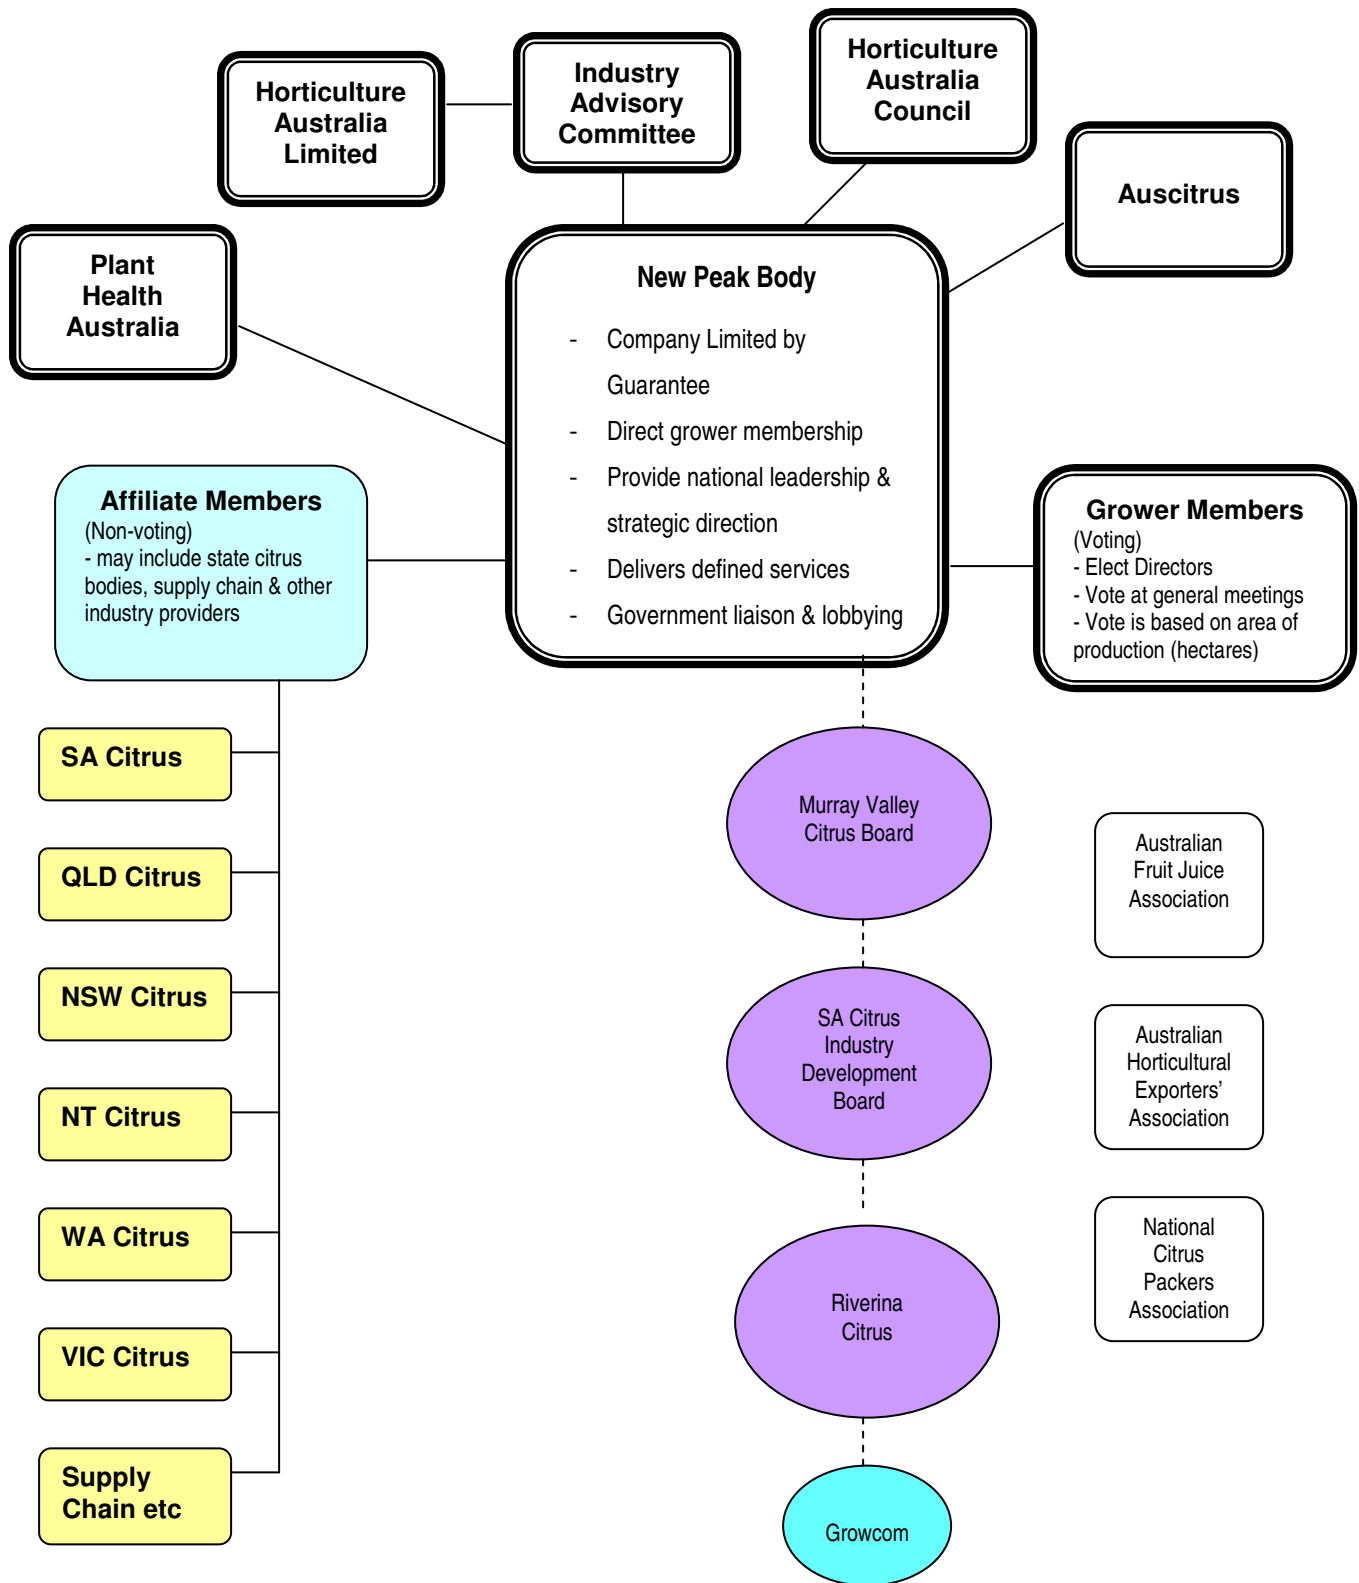 Horticulture
Australia
Limited
Industry
Advisory
Committee
Horticulture
Australia
Council
Auscitrus
Plant
Health
Australia
New Peak Body
- Company Limited by
Guarantee
- Direct grower membership
- Provide national leadership &
strategic direction
- Delivers defined services
- Government liaison & lobbying
Affiliate Members
(Non-voting)
- may include state citrus
bodies, supply chain & other
industry providers
Grower Members
(Voting)
- Elect Directors
- Vote at general meetings
- Vote is based on area of
production (hectares)
SA Citrus
QLD Citrus
NSW Citrus
NT Citrus
WA Citrus
VIC Citrus
Supply
Chain etc
Murray Valley
Citrus Board
SA Citrus
Industry
Development
Board
Riverina
Citrus
Growcom
Australian
Fruit Juice
Association
Australian
Horticultural
Exporters’
Association
National
Citrus
Packers
Association